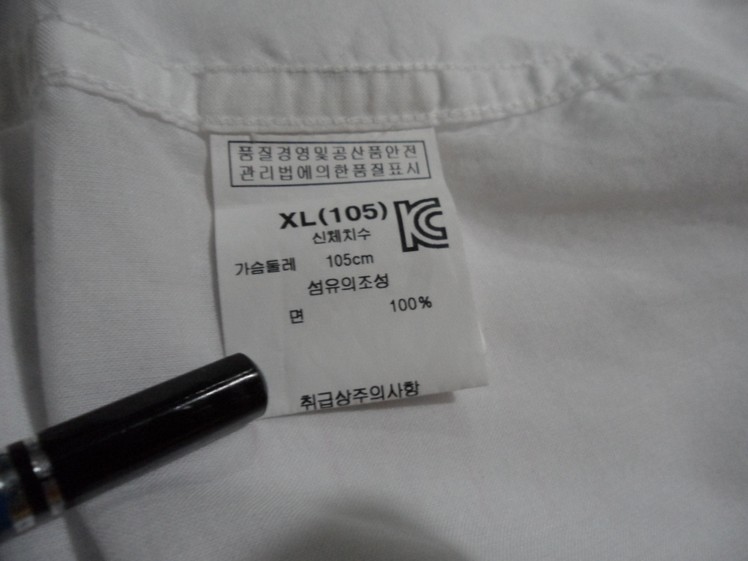 품질경영및공산품안전
관리법에의한품질표시
XL(105)
신체치수
가슴둘레 105cm
섬유의조성
면 100%
취급상주의사항